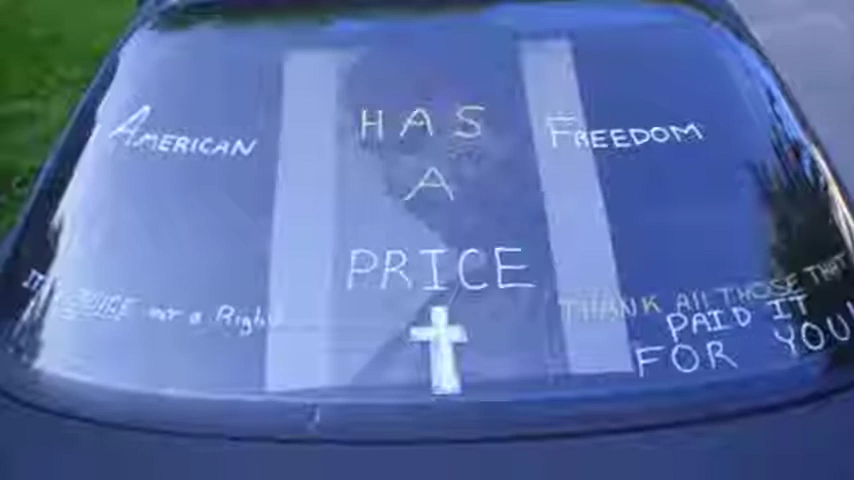 AMERICAN HAS FREEDOM
A
PRICE
not a Right
THANK All THOSE THAT
PAID IT
FOR YOU!